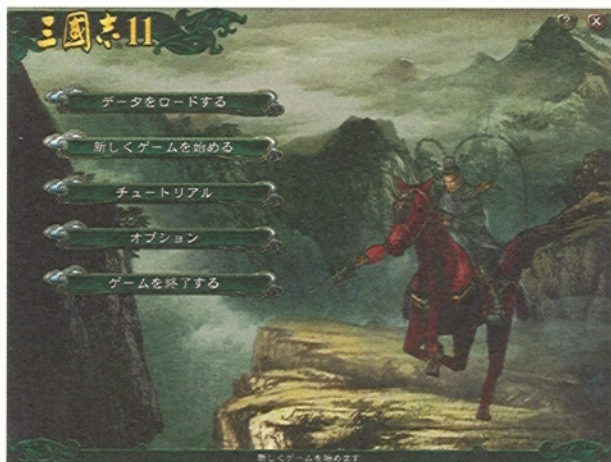 三國志11
? X
データをロードする
新しくゲームを始める
チュートリアル
オプション
ゲームを終了する
新しくゲームを始めます